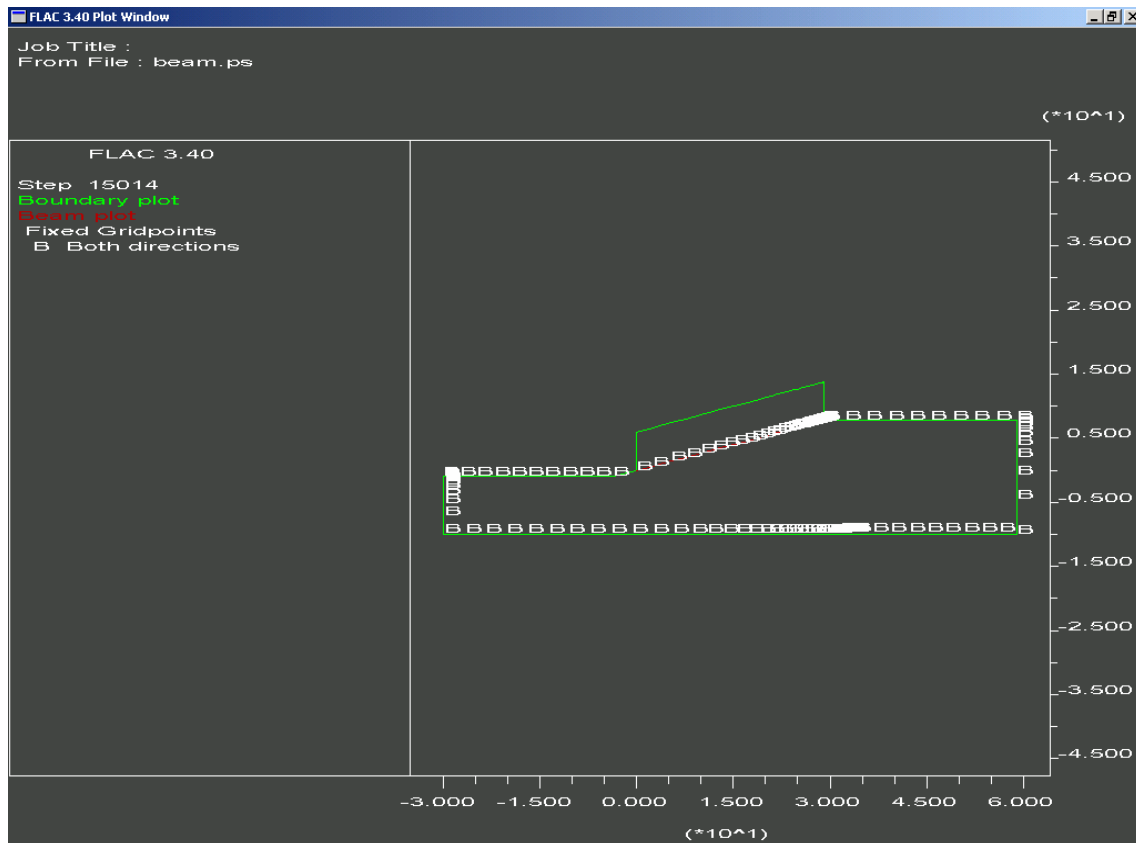 FLAC 3.40 Plot Window
Job Title :
From File : beam.ps
(*10^1)
FLAC 3.40
Step 15014
Boundary plot
Beam plot
Fixed Gridpoints
B Both directions
4.500
3.500
2.500
1.500
0.500
-0.500
-1.500
-2.500
-3.500
-4.500
B BBBBBBBBBB
B B B B B B B B B
B
B
B
B
B
B
B
B
-3.000 -1.500 0.000 1.500 3.000 4.500 6.000
(*10^1)